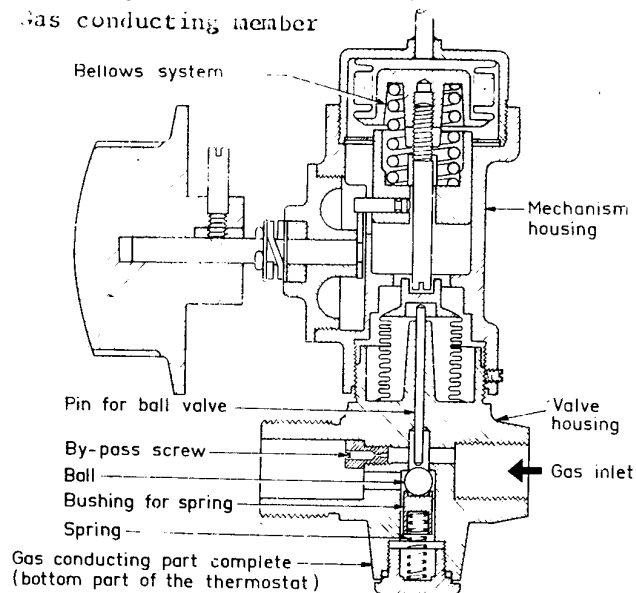 Gas conducting member
Bellows system
Mechanism
housing
Pin for ball valve
Valve
housing
By-pass screw
Gas inlet
Ball
Bushing for spring
Spring
Gas conducting part complete
(bottom part of the thermostat)